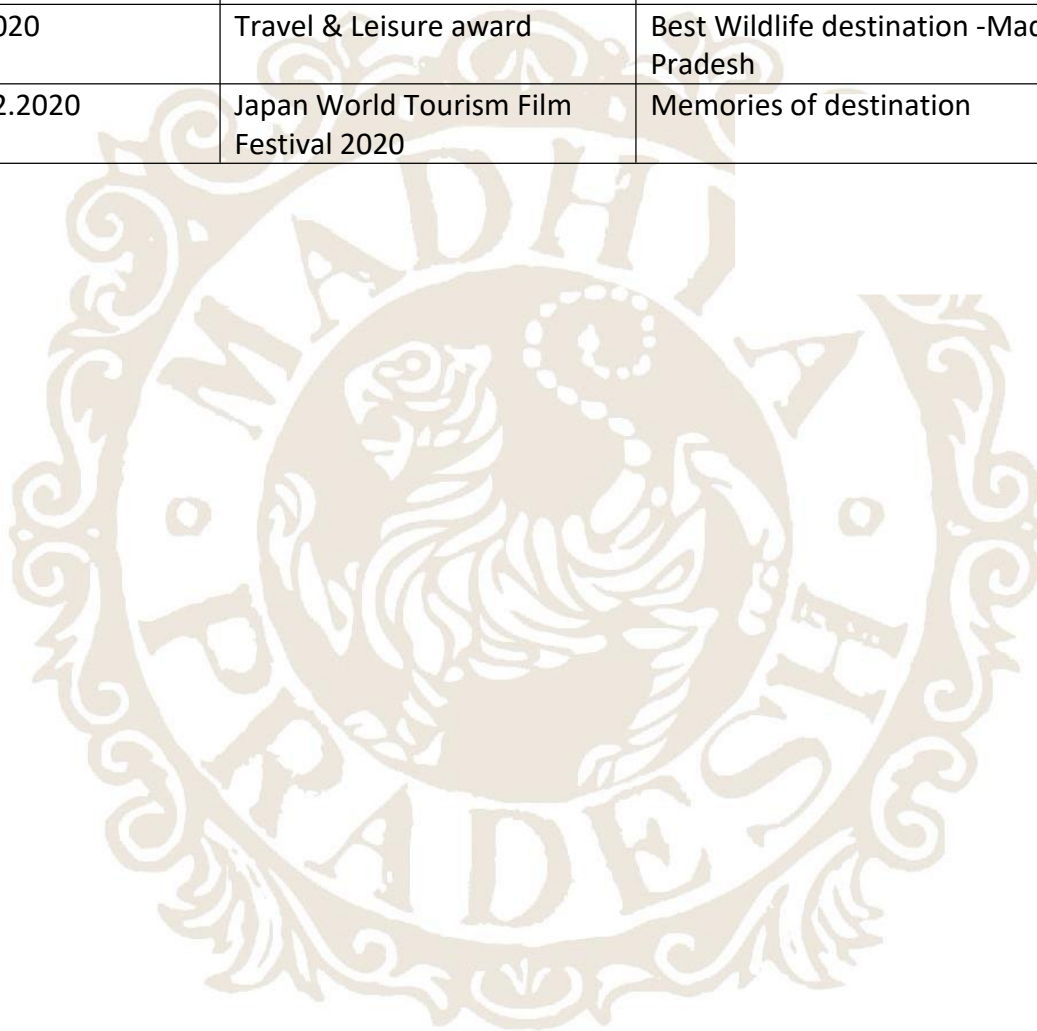 020 Travel & Leisure award Best Wildlife destination -Mad
Pradesh
2.2020 Japan World Tourism Film Memories of destination
Festival 2020
MADHYA
PRADESH